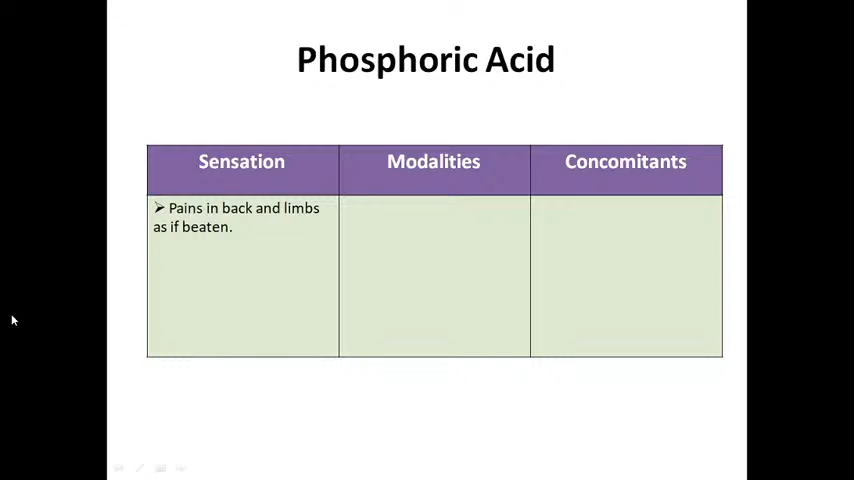 Phosphoric Acid
Sensation
Modalities
Concomitants
➢ Pains in back and limbs
as if beaten.